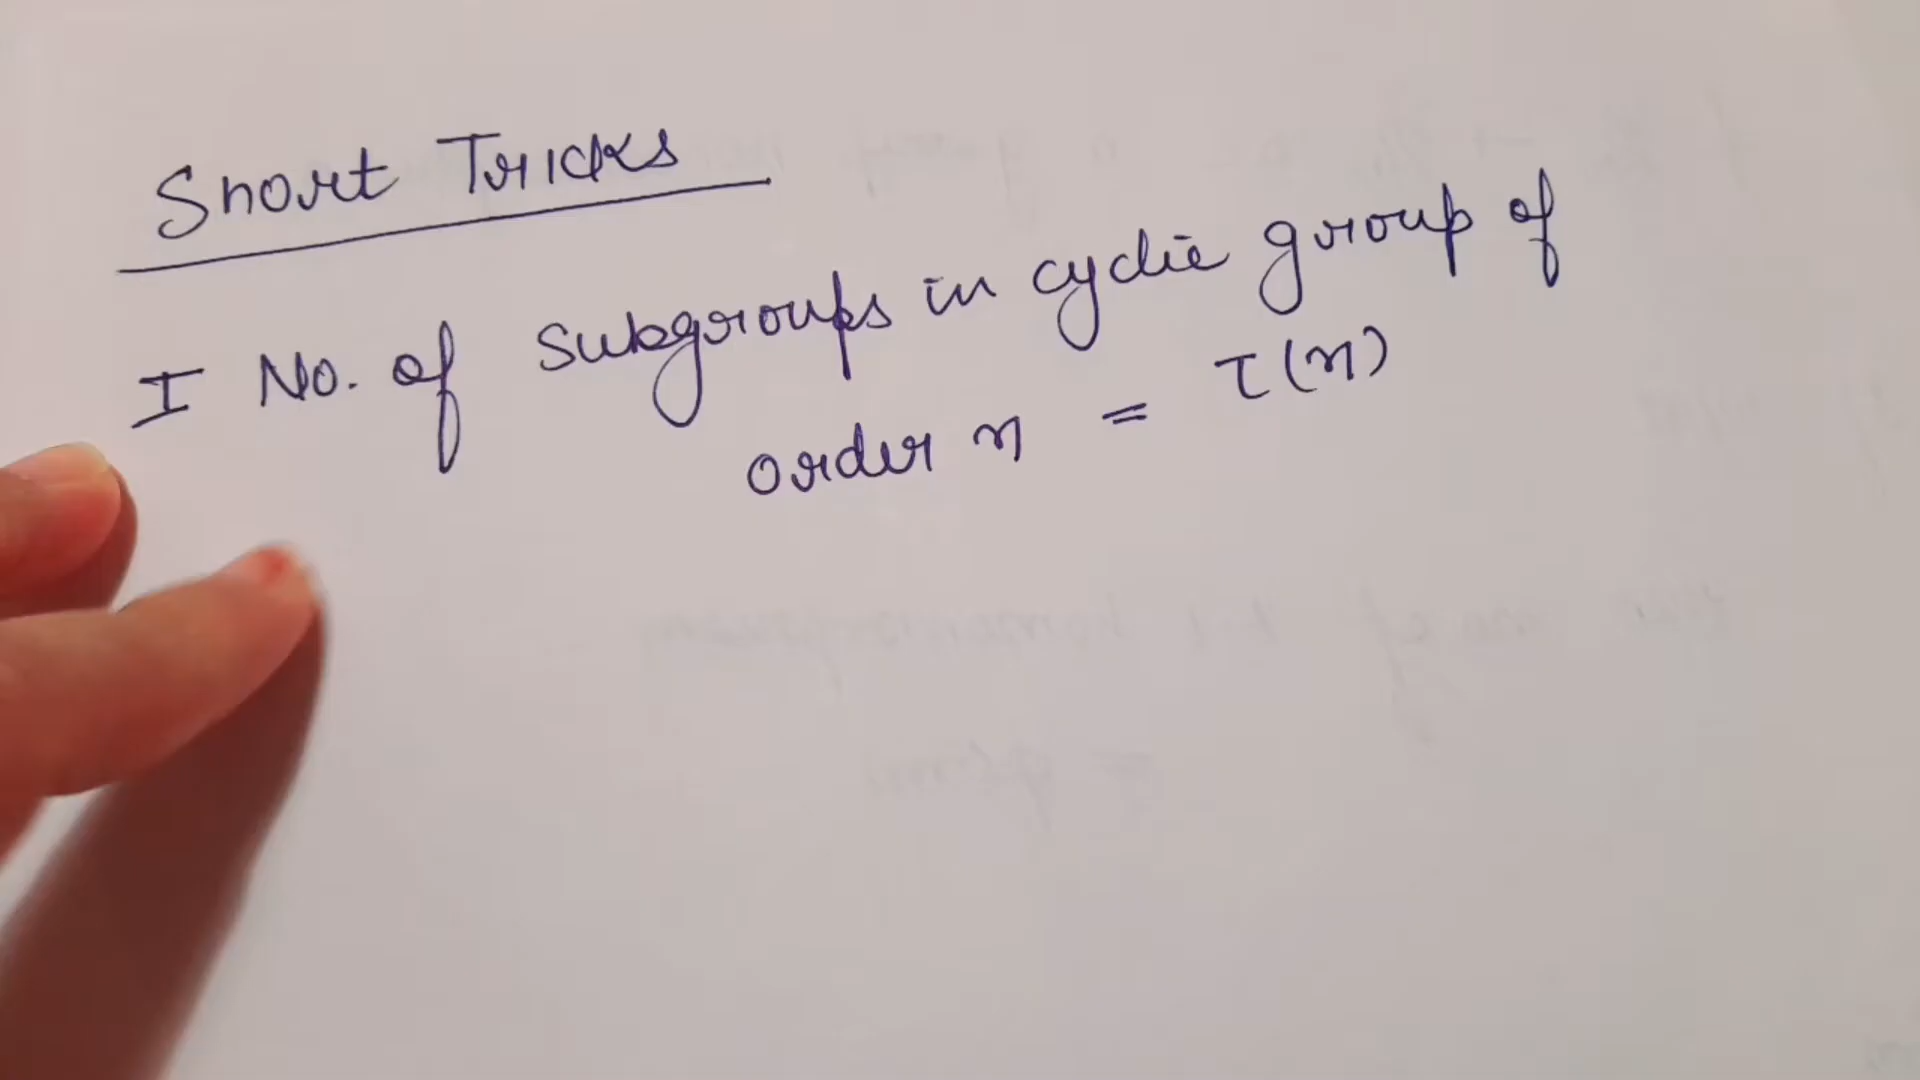 Short Tricks
I No. of subgroups in cyclic group of
order n = τ(n)